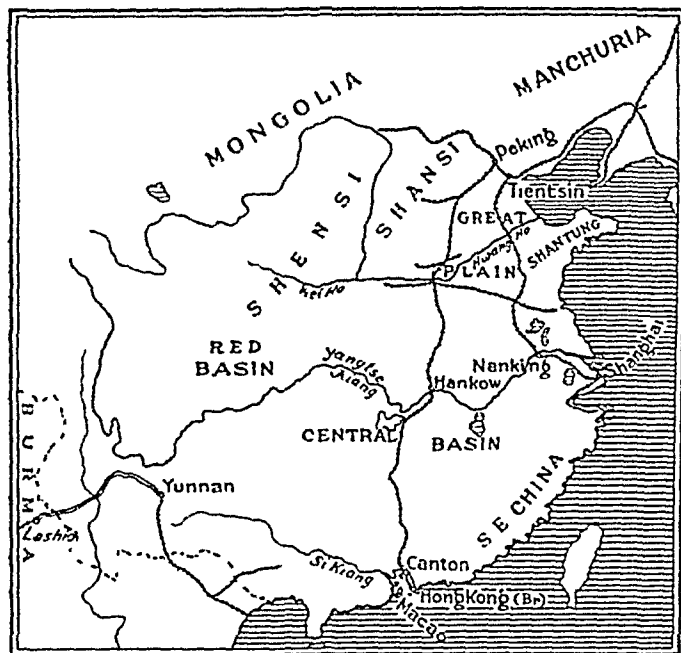 MANCHURIA
MONGOLIA
Peking
SHANSI
Tientsin
SHENSI
GREAT
Hwang Ho
SHANTUNG
PLAIN
Wei Ho
RED
BASIN
Yangtse
Kiang
Nanking
Shanghai
Hankow
CENTRAL
BASIN
BURMA
Yunnan
S E CHINA
Lashio
Si Kiang
Canton
HongKong (Br)
Macao